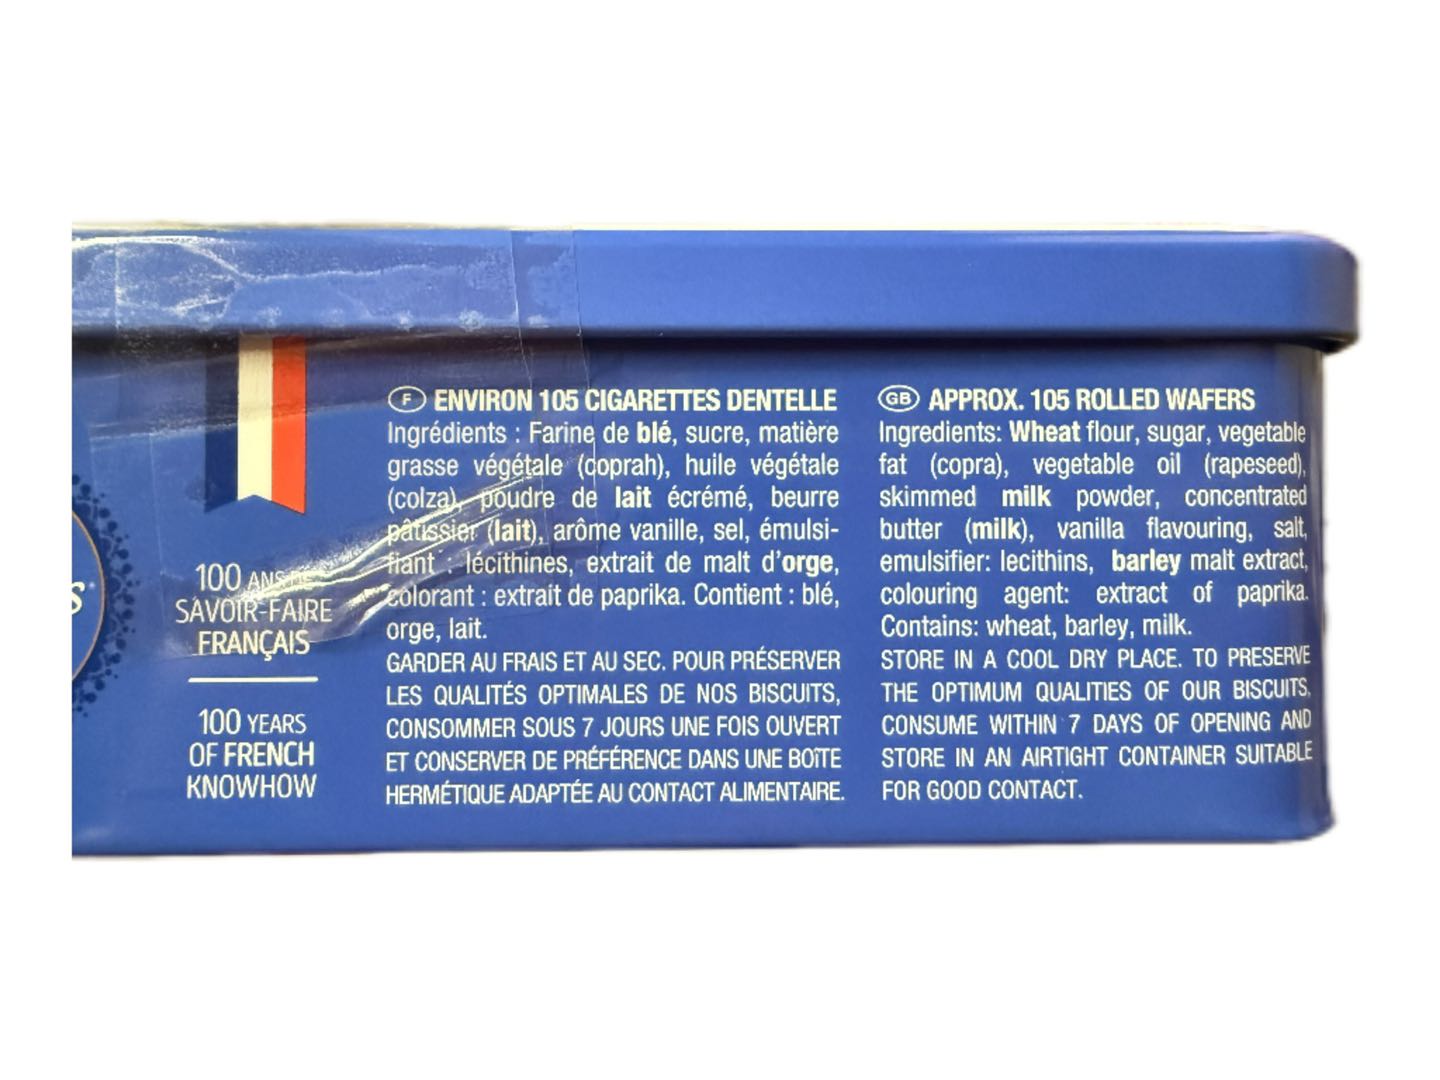 s
100 ANS DE
SAVOIR-FAIRE
FRANÇAIS
100 YEARS
OF FRENCH
KNOWHOW
F ENVIRON 105 CIGARETTES DENTELLE
Ingrédients : Farine de blé, sucre, matière
grasse végétale (coprah), huile végétale
(colza), poudre de lait écrémé, beurre
pâtissier (lait), arôme vanille, sel, émulsi-
fiant : lécithines, extrait de malt d'orge,
colorant : extrait de paprika. Contient : blé,
orge, lait.
GARDER AU FRAIS ET AU SEC. POUR PRÉSERVER
LES QUALITÉS OPTIMALES DE NOS BISCUITS,
CONSOMMER SOUS 7 JOURS UNE FOIS OUVERT
ET CONSERVER DE PRÉFÉRENCE DANS UNE BOîTE
HERMÉTIQUE ADAPTÉE AU CONTACT ALIMENTAIRE.
GB APPROX. 105 ROLLED WAFERS
Ingredients: Wheat flour, sugar, vegetable
fat (copra), vegetable oil (rapeseed),
skimmed milk powder, concentrated
butter (milk), vanilla flavouring, salt,
emulsifier: lecithins, barley malt extract,
colouring agent: extract of paprika.
Contains: wheat, barley, milk.
STORE IN A COOL DRY PLACE. TO PRESERVE
THE OPTIMUM QUALITIES OF OUR BISCUITS,
CONSUME WITHIN 7 DAYS OF OPENING AND
STORE IN AN AIRTIGHT CONTAINER SUITABLE
FOR GOOD CONTACT.